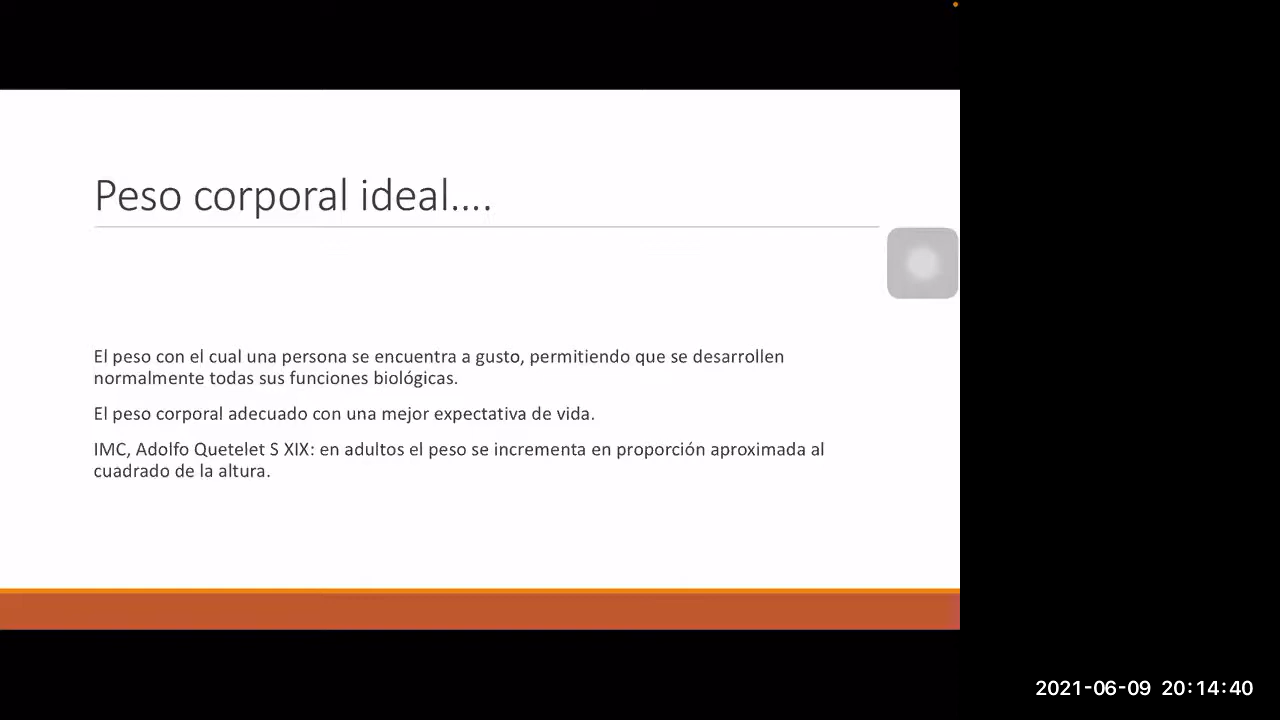 Peso corporal ideal....
El peso con el cual una persona se encuentra a gusto, permitiendo que se desarrollen
normalmente todas sus funciones biológicas.
El peso corporal adecuado con una mejor expectativa de vida.
IMC, Adolfo Quetelet S XIX: en adultos el peso se incrementa en proporción aproximada al
cuadrado de la altura.
2021-06-09 20:14:40